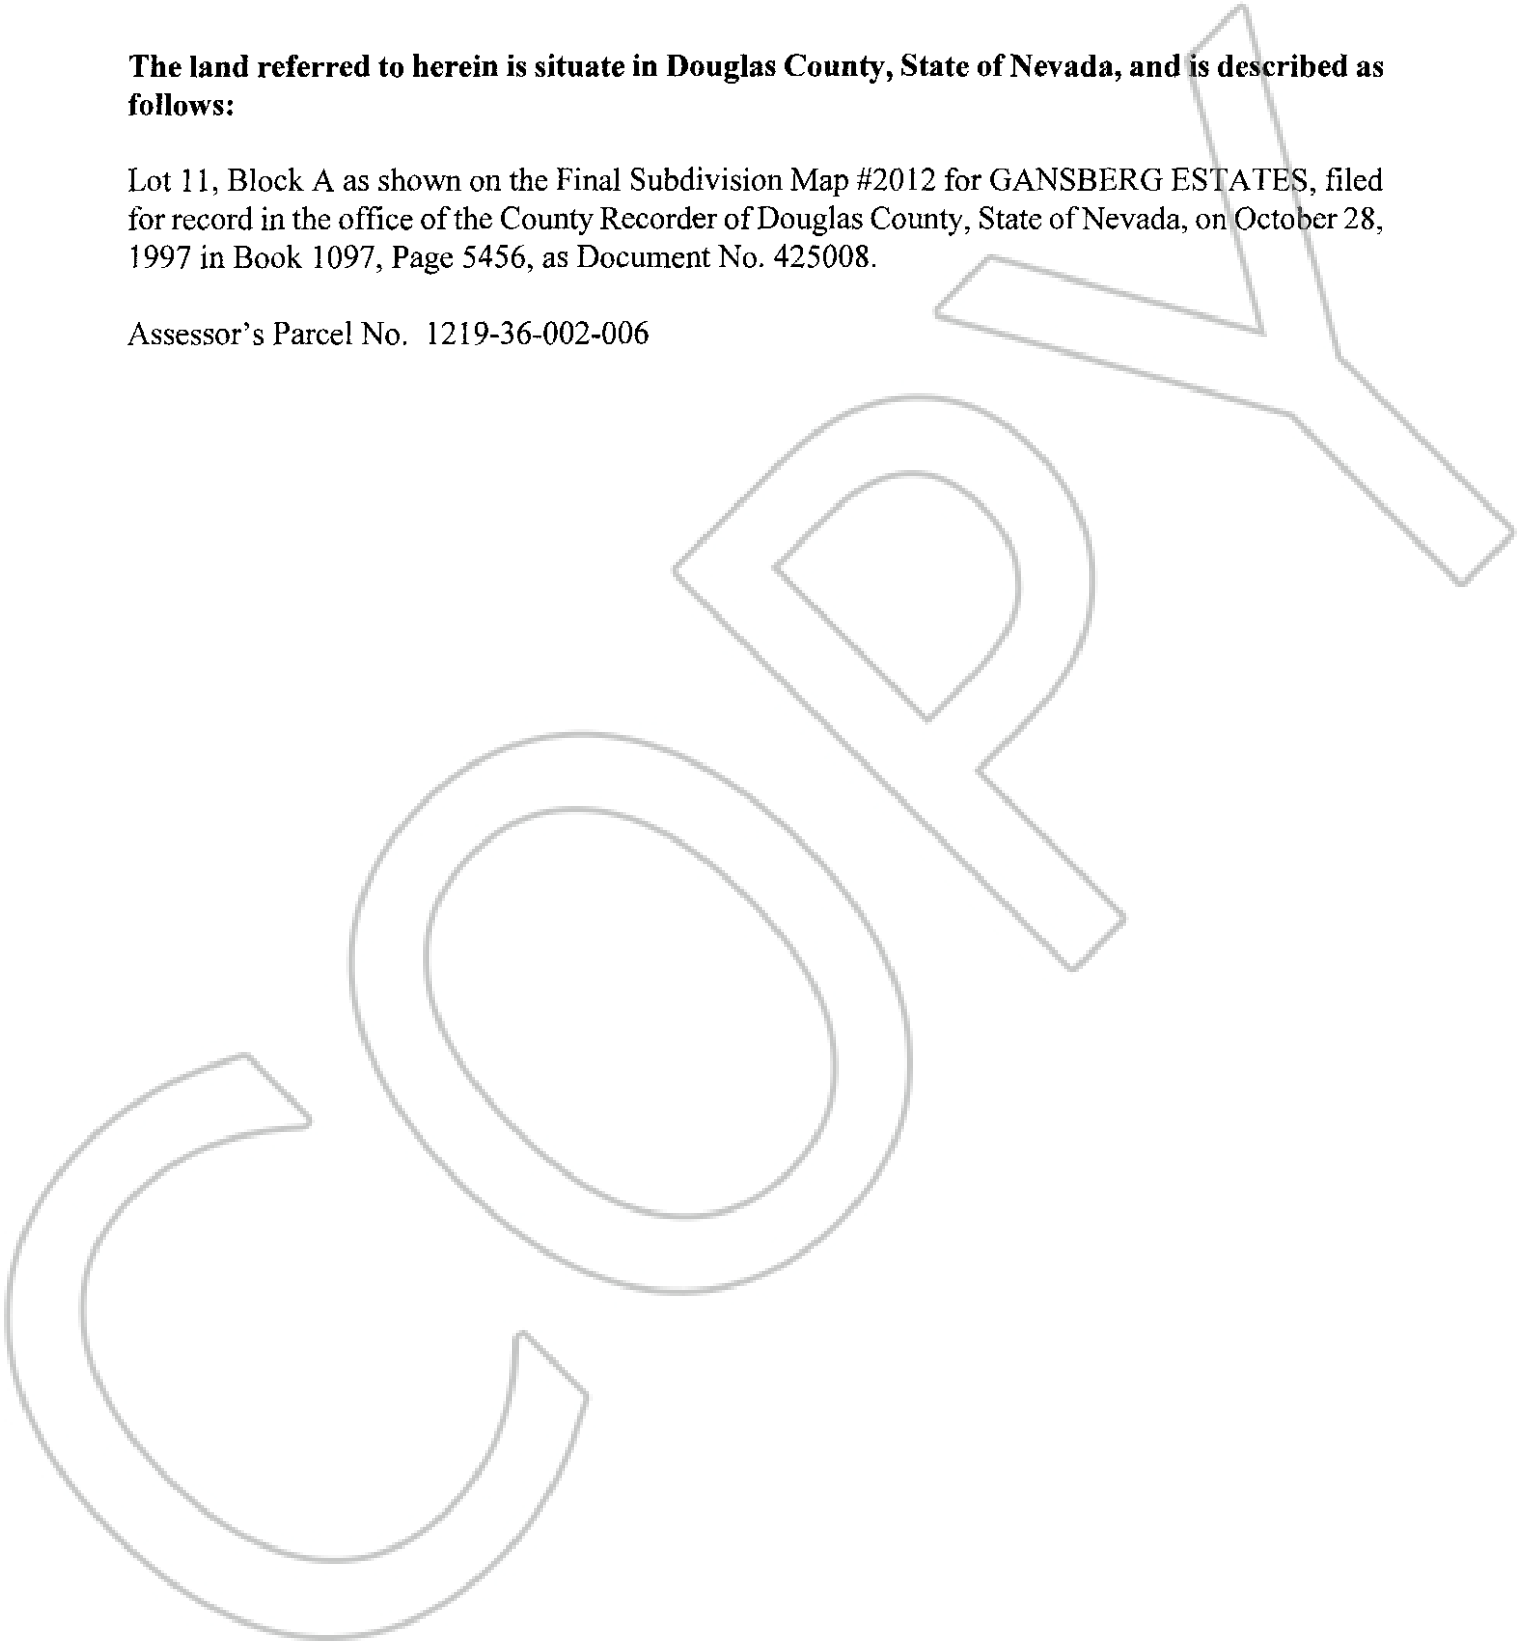 The land referred to herein is situate in Douglas County, State of Nevada, and is described as
follows:
Lot 11, Block A as shown on the Final Subdivision Map #2012 for GANSBERG ESTATES, filed
for record in the office of the County Recorder of Douglas County, State of Nevada, on October 28,
1997 in Book 1097, Page 5456, as Document No. 425008.
Assessor’s Parcel No. 1219-36-002-006
COPY